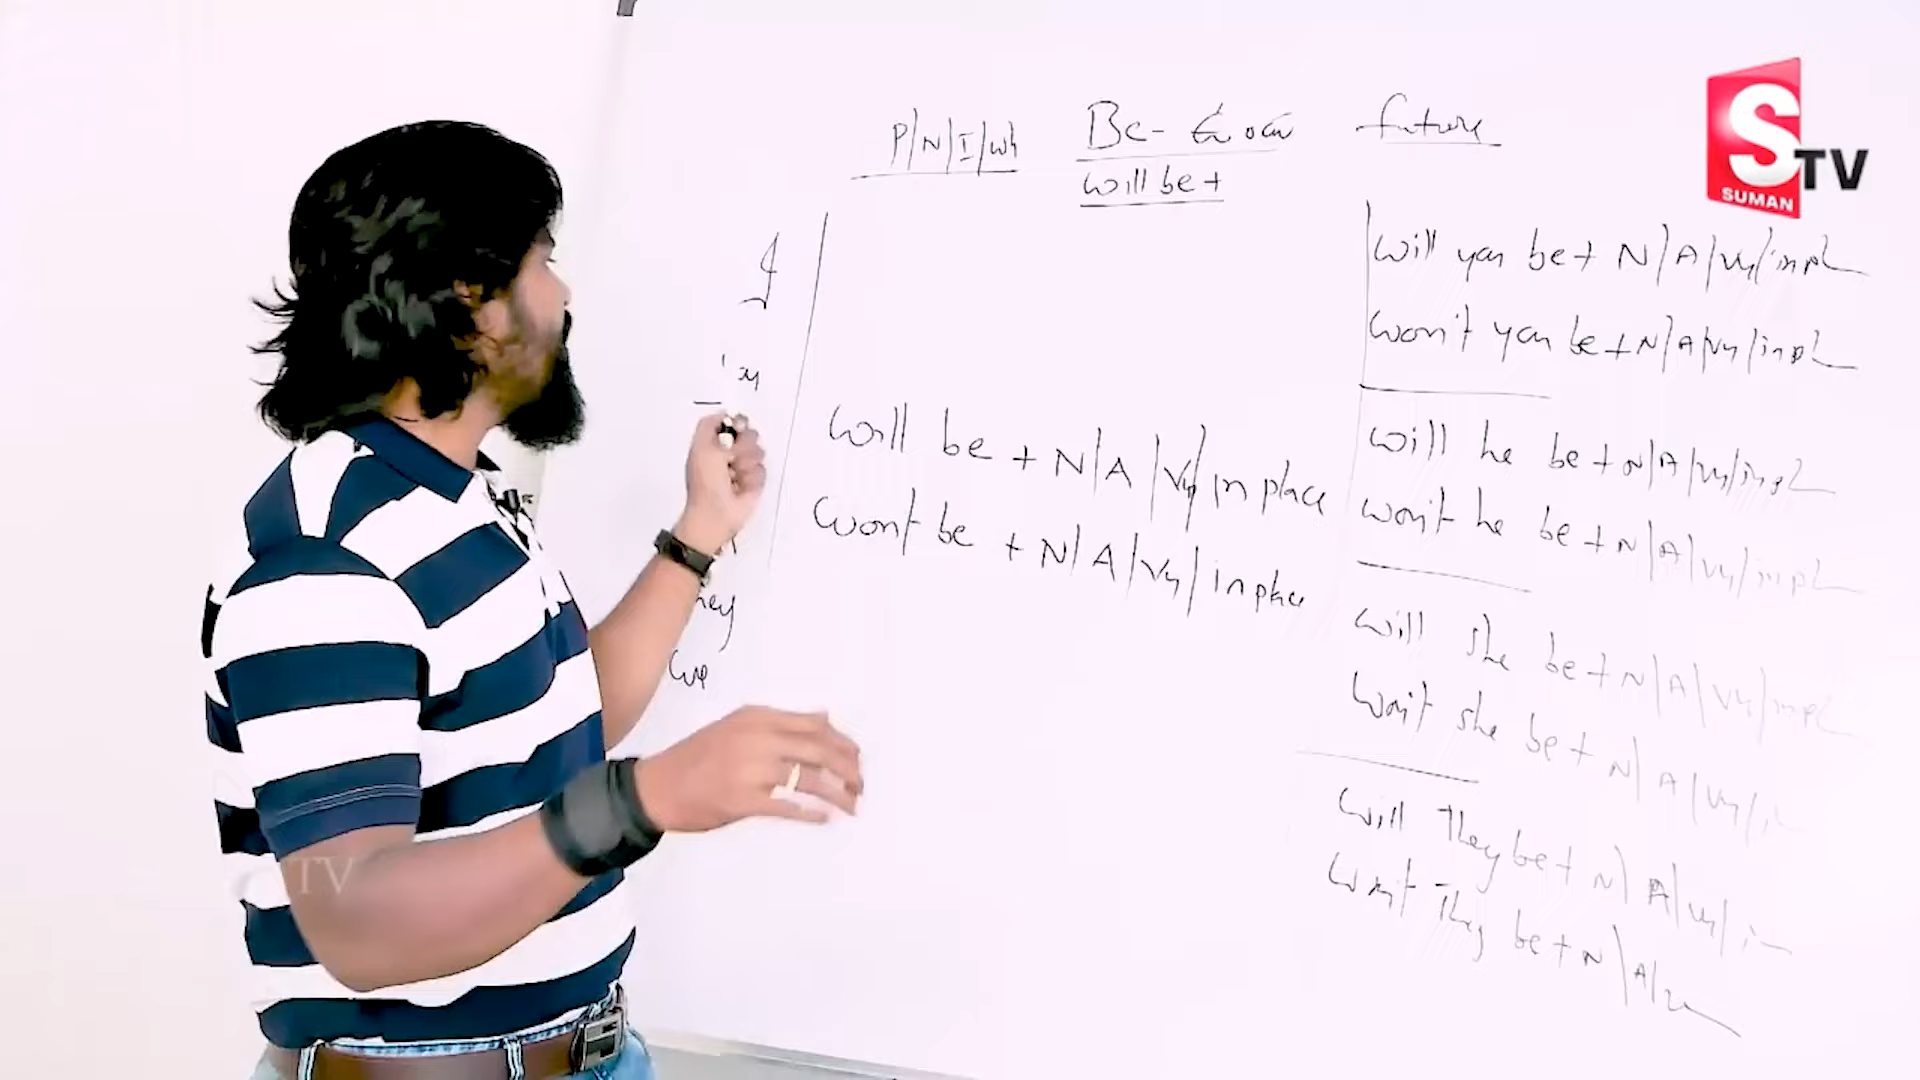 P/N/I/wh Be- ఉండు future
will be +
I
they
we
will be + N/A/V4/in place
won't be + N/A/V4/in place
will you be + N/A/V4/in pl
won't you be + N/A/V4/in pl
will he be + N/A/V4/in pl
won't he be + N/A/V4/in pl
will she be + N/A/V4/in pl
won't she be + N/A/V4/i
will They be + N/A/V4/in
won't They be + N/A/
S TV
SUMAN
TV